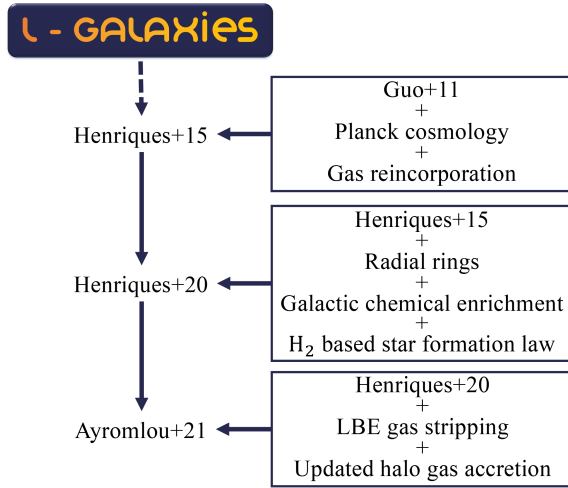 L - GALAXIES
Henriques+15
Guo+11
+
Planck cosmology
+
Gas reincorporation
Henriques+20
Henriques+15
+
Radial rings
+
Galactic chemical enrichment
+
H₂ based star formation law
Ayromlou+21
Henriques+20
+
LBE gas stripping
+
Updated halo gas accretion